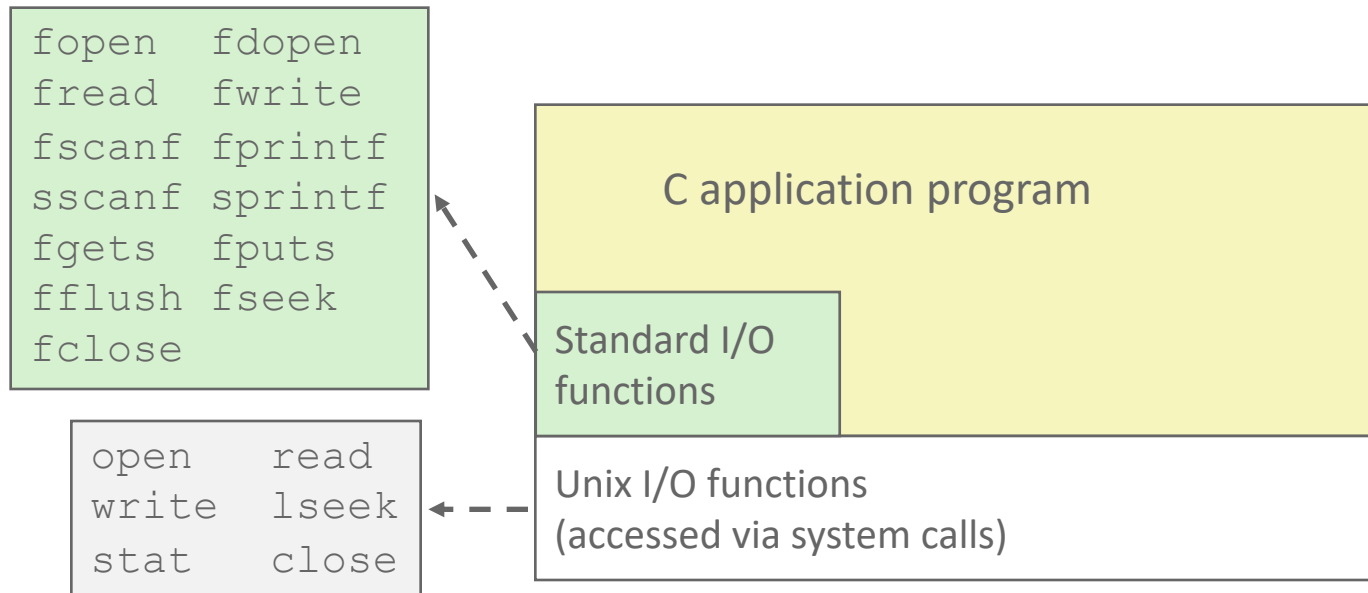 fopen fdopen
fread fwrite
fscanf fprintf
sscanf sprintf
fgets fputs
fflush fseek
fclose
C application program
Standard I/O
functions
open read
write lseek
stat close
Unix I/O functions
(accessed via system calls)